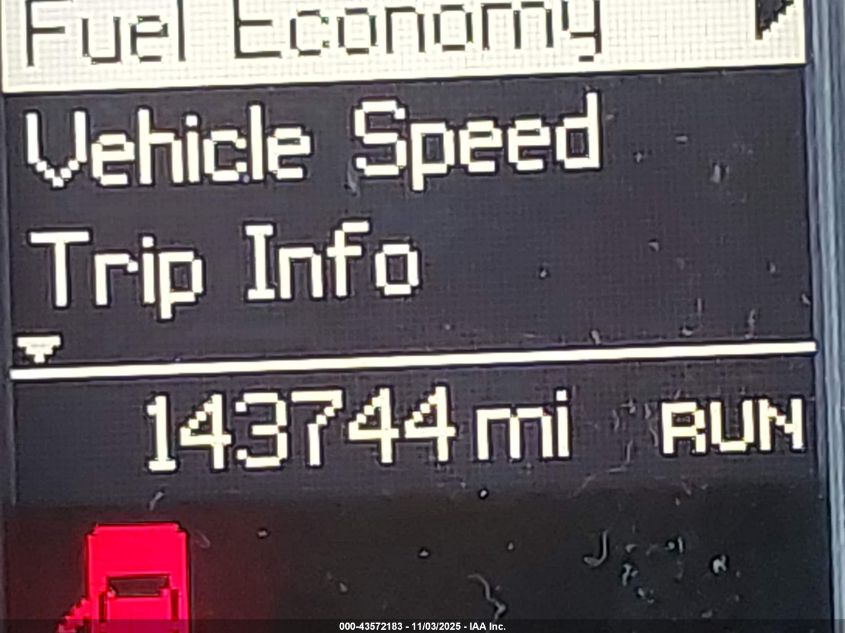 Fuel Economy
Vehicle Speed
Trip Info
143744 mi RUN
000-43572183 - 11/03/2025 - IAA Inc.